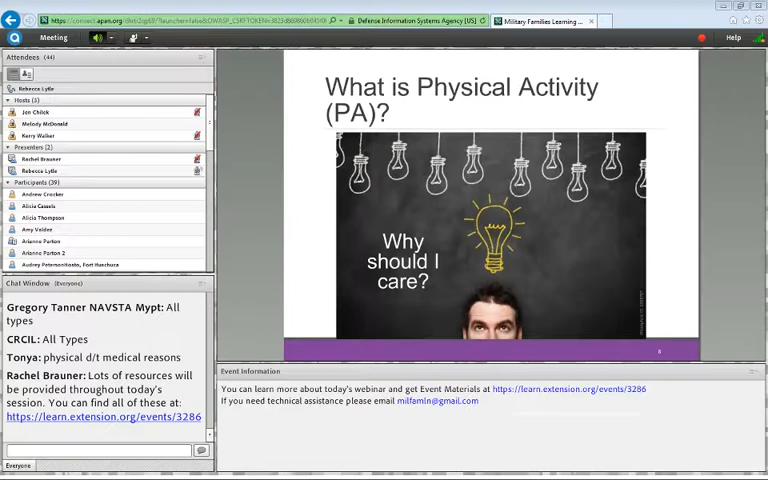 Defense Information Systems Agency [US]
Military Families Learning ...
Meeting
Help
Attendees (44)
Rebecca Lytle
Hosts (3)
Jen Chilek
Melody McDonald
Kerry Walker
Presenters (2)
Rachel Brauner
Rebecca Lytle
Participants (39)
Andrew Crocker
Alicia Cassels
Alicia Thompson
Amy Valdez
Arianne Parton
Arianne Parton 2
Chat Window (Everyone)
Gregory Tanner NAVSTA Mypt: All
types
CRCIL: All Types
Tonya: physical d/t medical reasons
Rachel Brauner: Lots of resources will
be provided throughout today's
session. You can find all of these at:
https://learn.extension.org/events/3286
Everyone
What is Physical Activity
(PA)?
Why
should I
care?
8
Event Information
You can learn more about today's webinar and get Event Materials at https://learn.extension.org/events/3286
If you need technical assistance please email milfamln@gmail.com